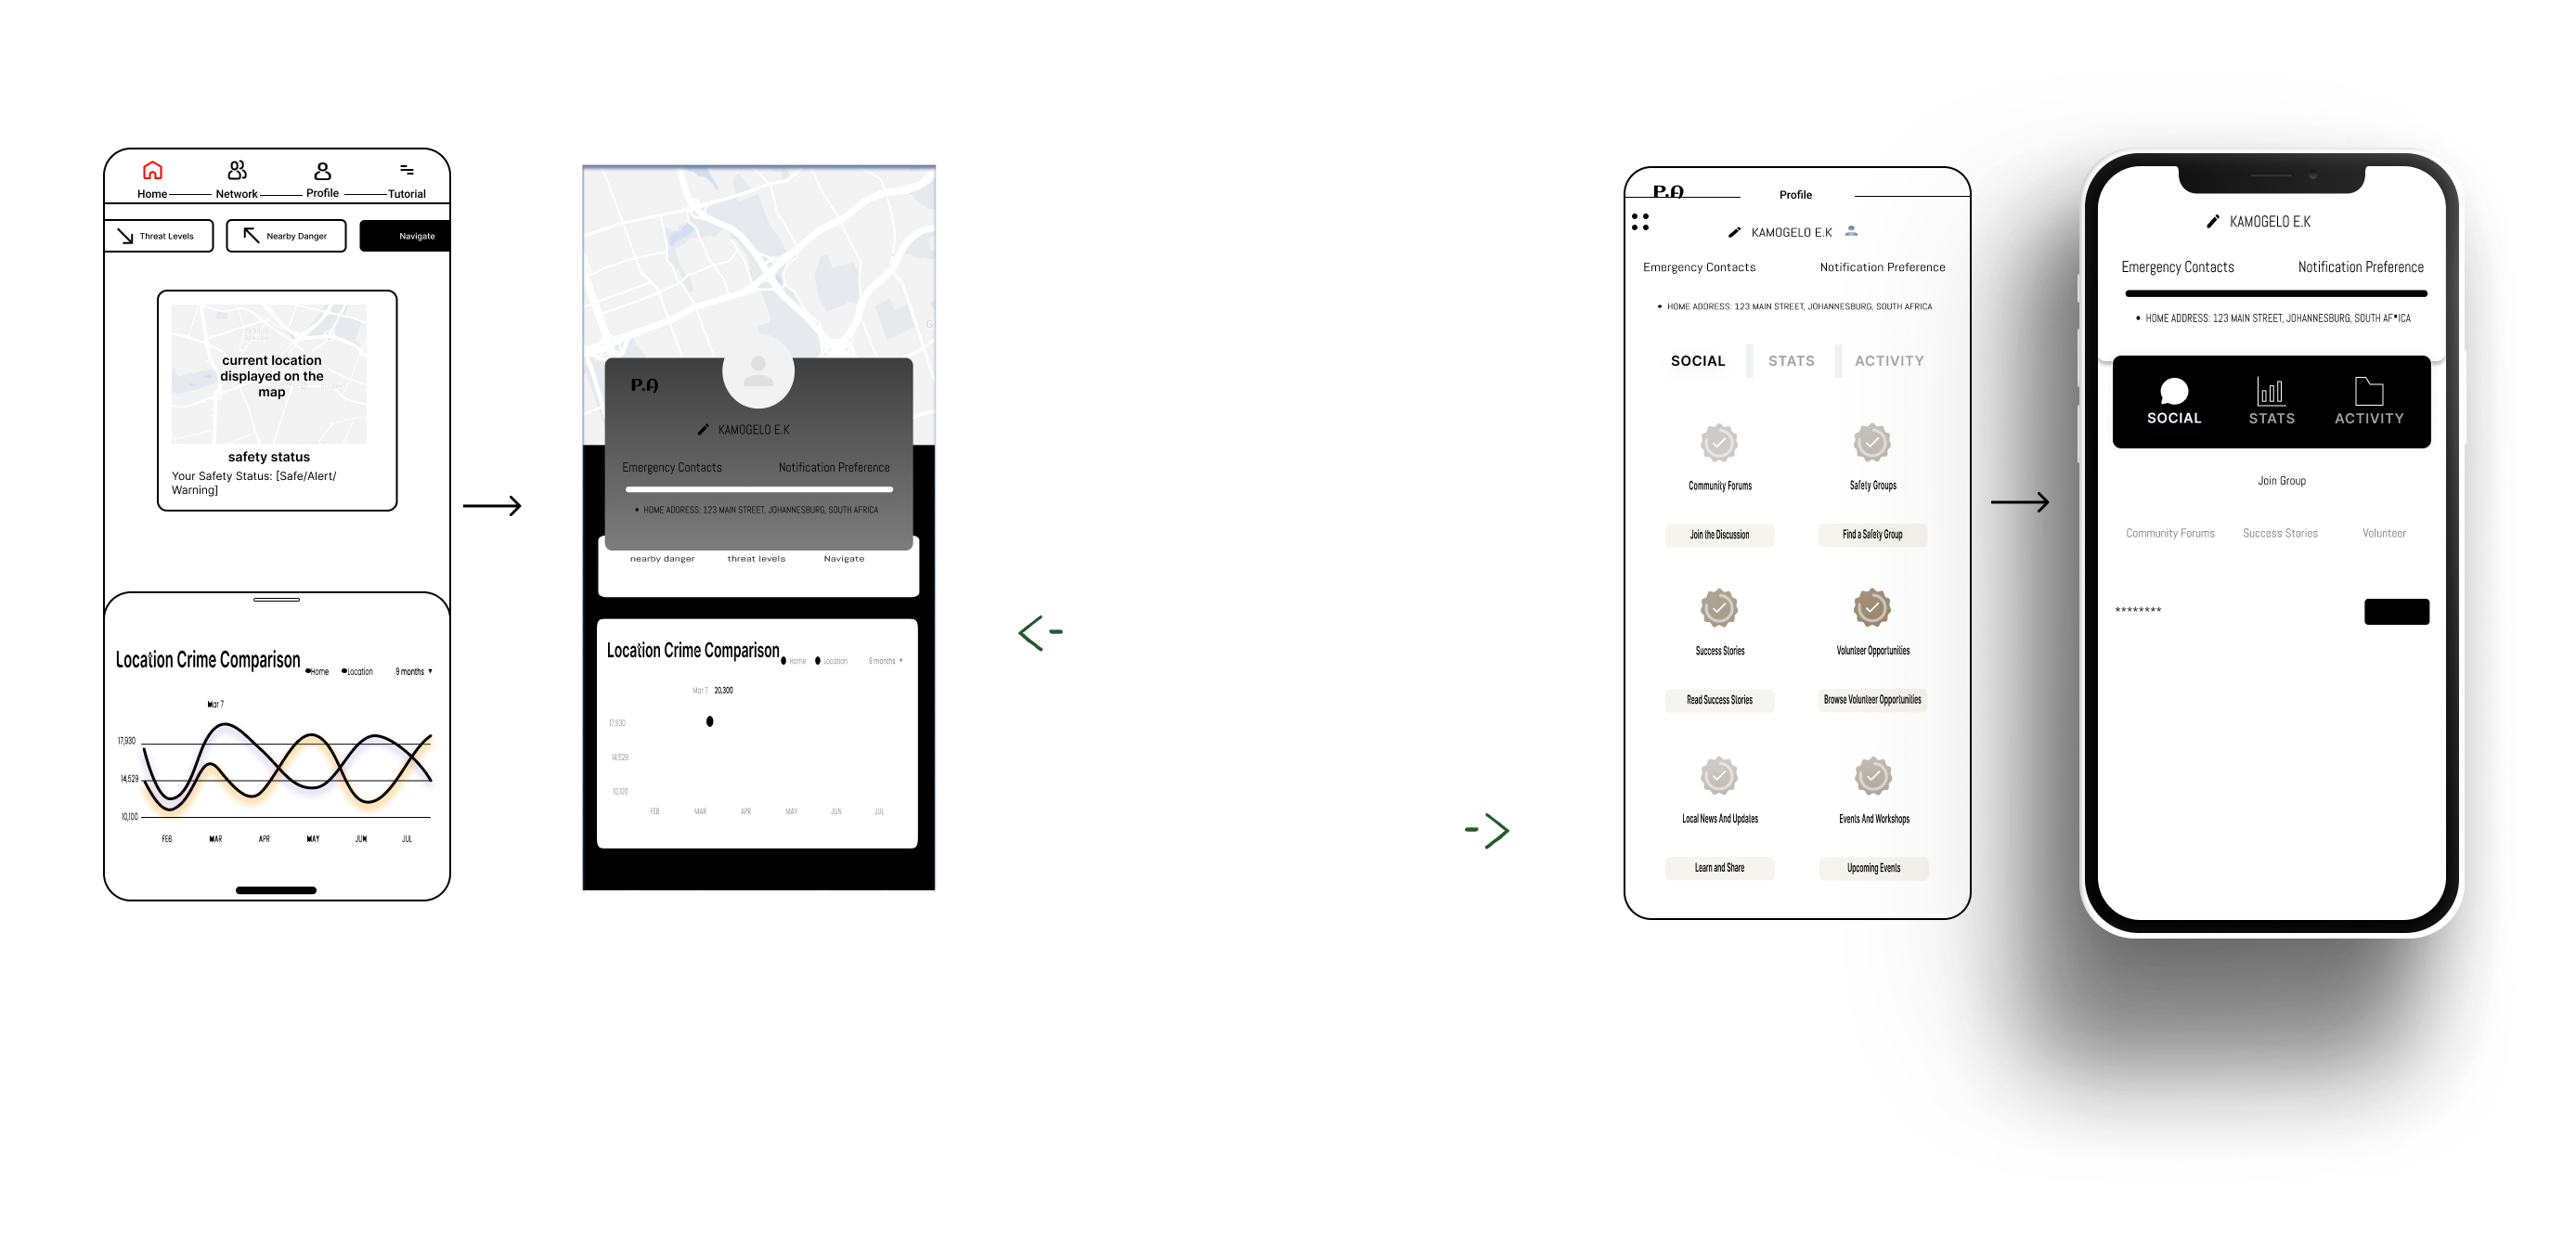 Home
Network
Profile
Tutorial
Threat Levels
Nearby Danger
Navigate
current location
displayed on the
map
safety status
Your Safety Status: [Safe/Alert/
Warning]
Location Crime Comparison
Home
Location
9 months
Mar 7
17,930
14,529
10,100
FEB
MAR
APR
MAY
JUN
JUL
P.A
KAMOGELO E.K
Emergency Contacts
Notification Preference
• HOME ADDRESS: 123 MAIN STREET, JOHANNESBURG, SOUTH AFRICA
nearby danger
threat levels
Navigate
Location Crime Comparison
Home
Location
9 months
Mar 7
20,300
17,930
14,529
10,100
FEB
MAR
APR
MAY
JUN
JUL
P.A
Profile
KAMOGELO E.K
Emergency Contacts
Notification Preference
• HOME ADDRESS: 123 MAIN STREET, JOHANNESBURG, SOUTH AFRICA
SOCIAL
STATS
ACTIVITY
Community Forums
Safety Groups
Join the Discussion
Find a Safety Group
Success Stories
Volunteer Opportunities
Read Success Stories
Browse Volunteer Opportunities
Local News And Updates
Events And Workshops
Learn and Share
Upcoming Events
KAMOGELO E.K
Emergency Contacts
Notification Preference
• HOME ADDRESS: 123 MAIN STREET, JOHANNESBURG, SOUTH AF•ICA
SOCIAL
STATS
ACTIVITY
Join Group
Community Forums
Success Stories
Volunteer
********